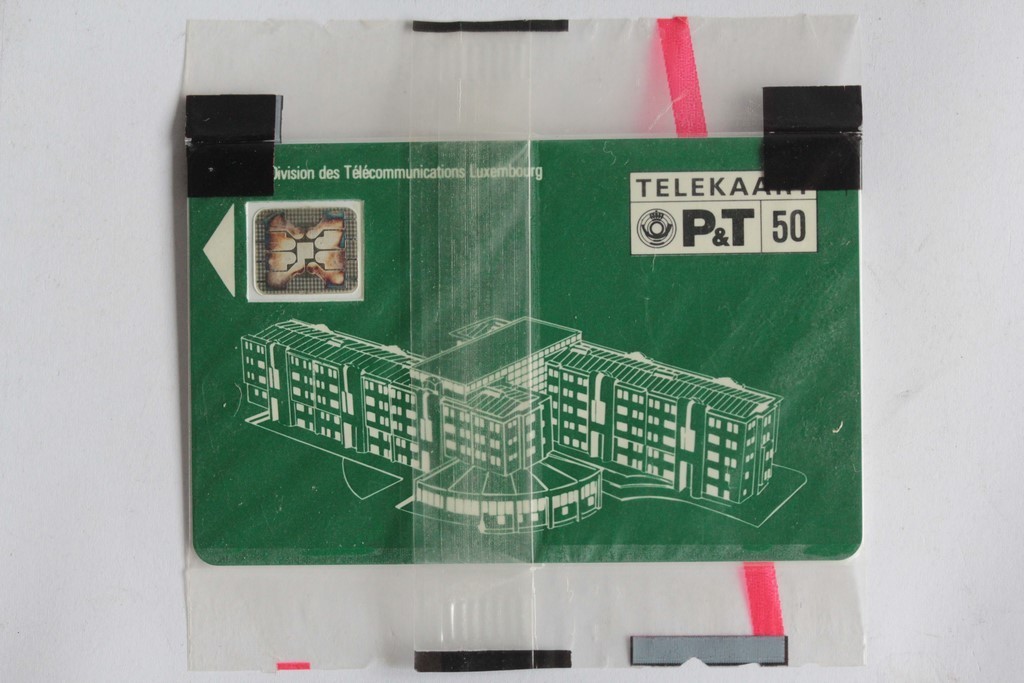 Division des Télécommunications Luxembourg
TELEKAART
P&T 50